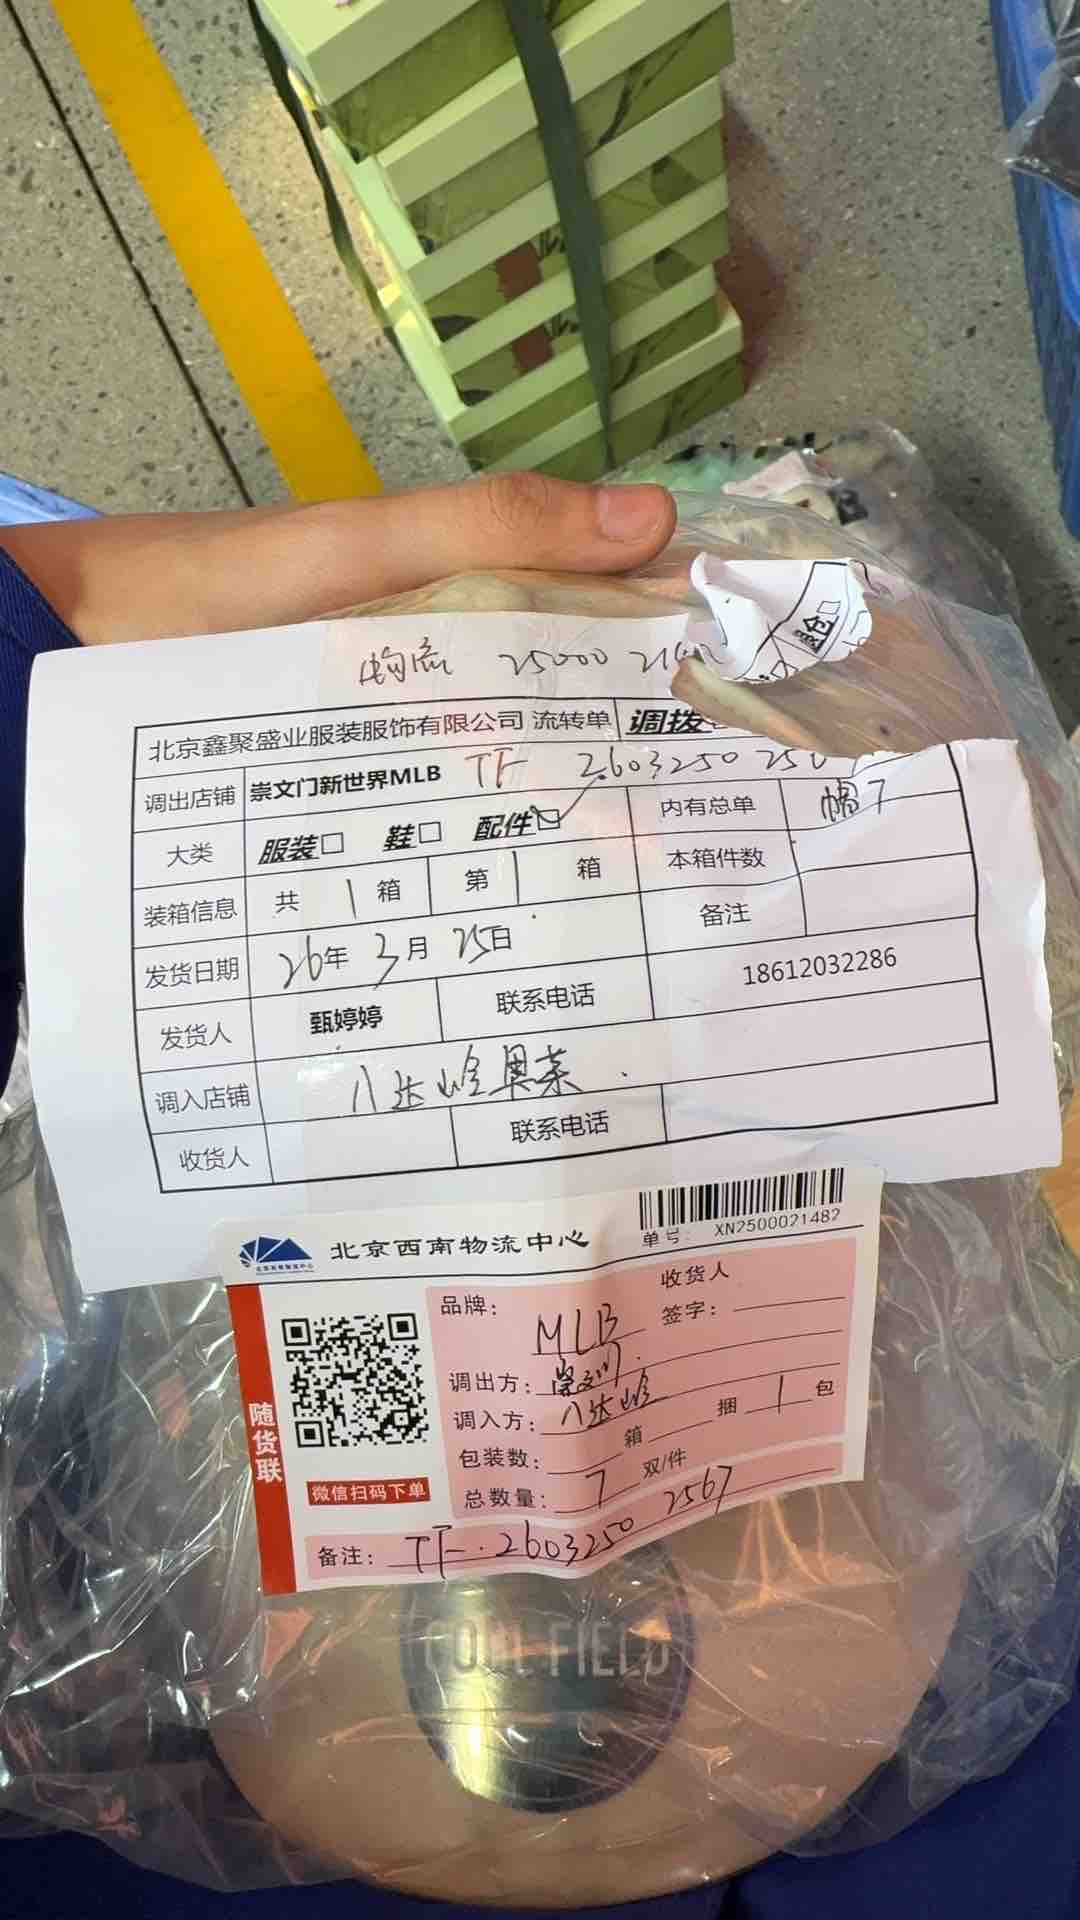 物流 25000 214
北京鑫聚盛业服装服饰有限公司 流转单 调拨
调出店铺 崇文门新世界MLB TF 2603250 25
大类 服装□ 鞋□ 配件☑ 内有总单 帽7
装箱信息 共 1 箱 第 1 箱 本箱件数
发货日期 26年 3月 25日 备注
发货人 甄婷婷 联系电话 18612032286
调入店铺 八达岭奥莱
收货人 联系电话
北京西南物流中心 单号: XN2500021482
品牌: MLB 收货人
签字:
调出方: 崇文门
调入方: 八达岭
包装数: 箱 捆 1 包
总数量: 7 双/件
备注: TF·2603250 2567
随货联
微信扫码下单
COOL FIELD